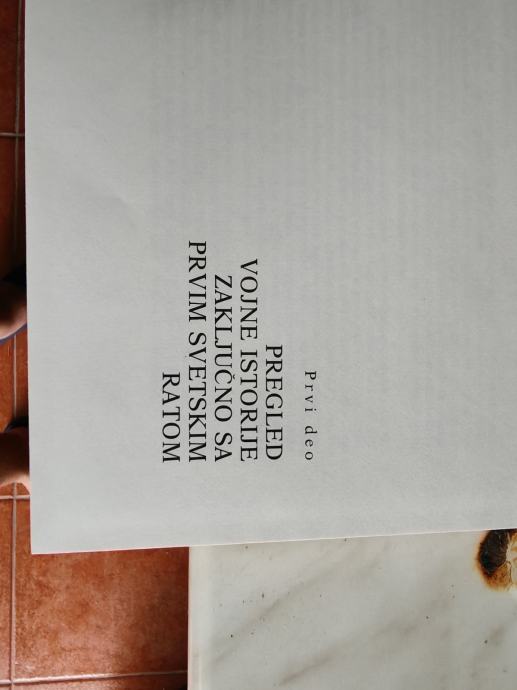 Prvi deo
PREGLED
VOJNE ISTORIJE
ZAKLJUČNO SA
PRVIM SVETSKIM
RATOM